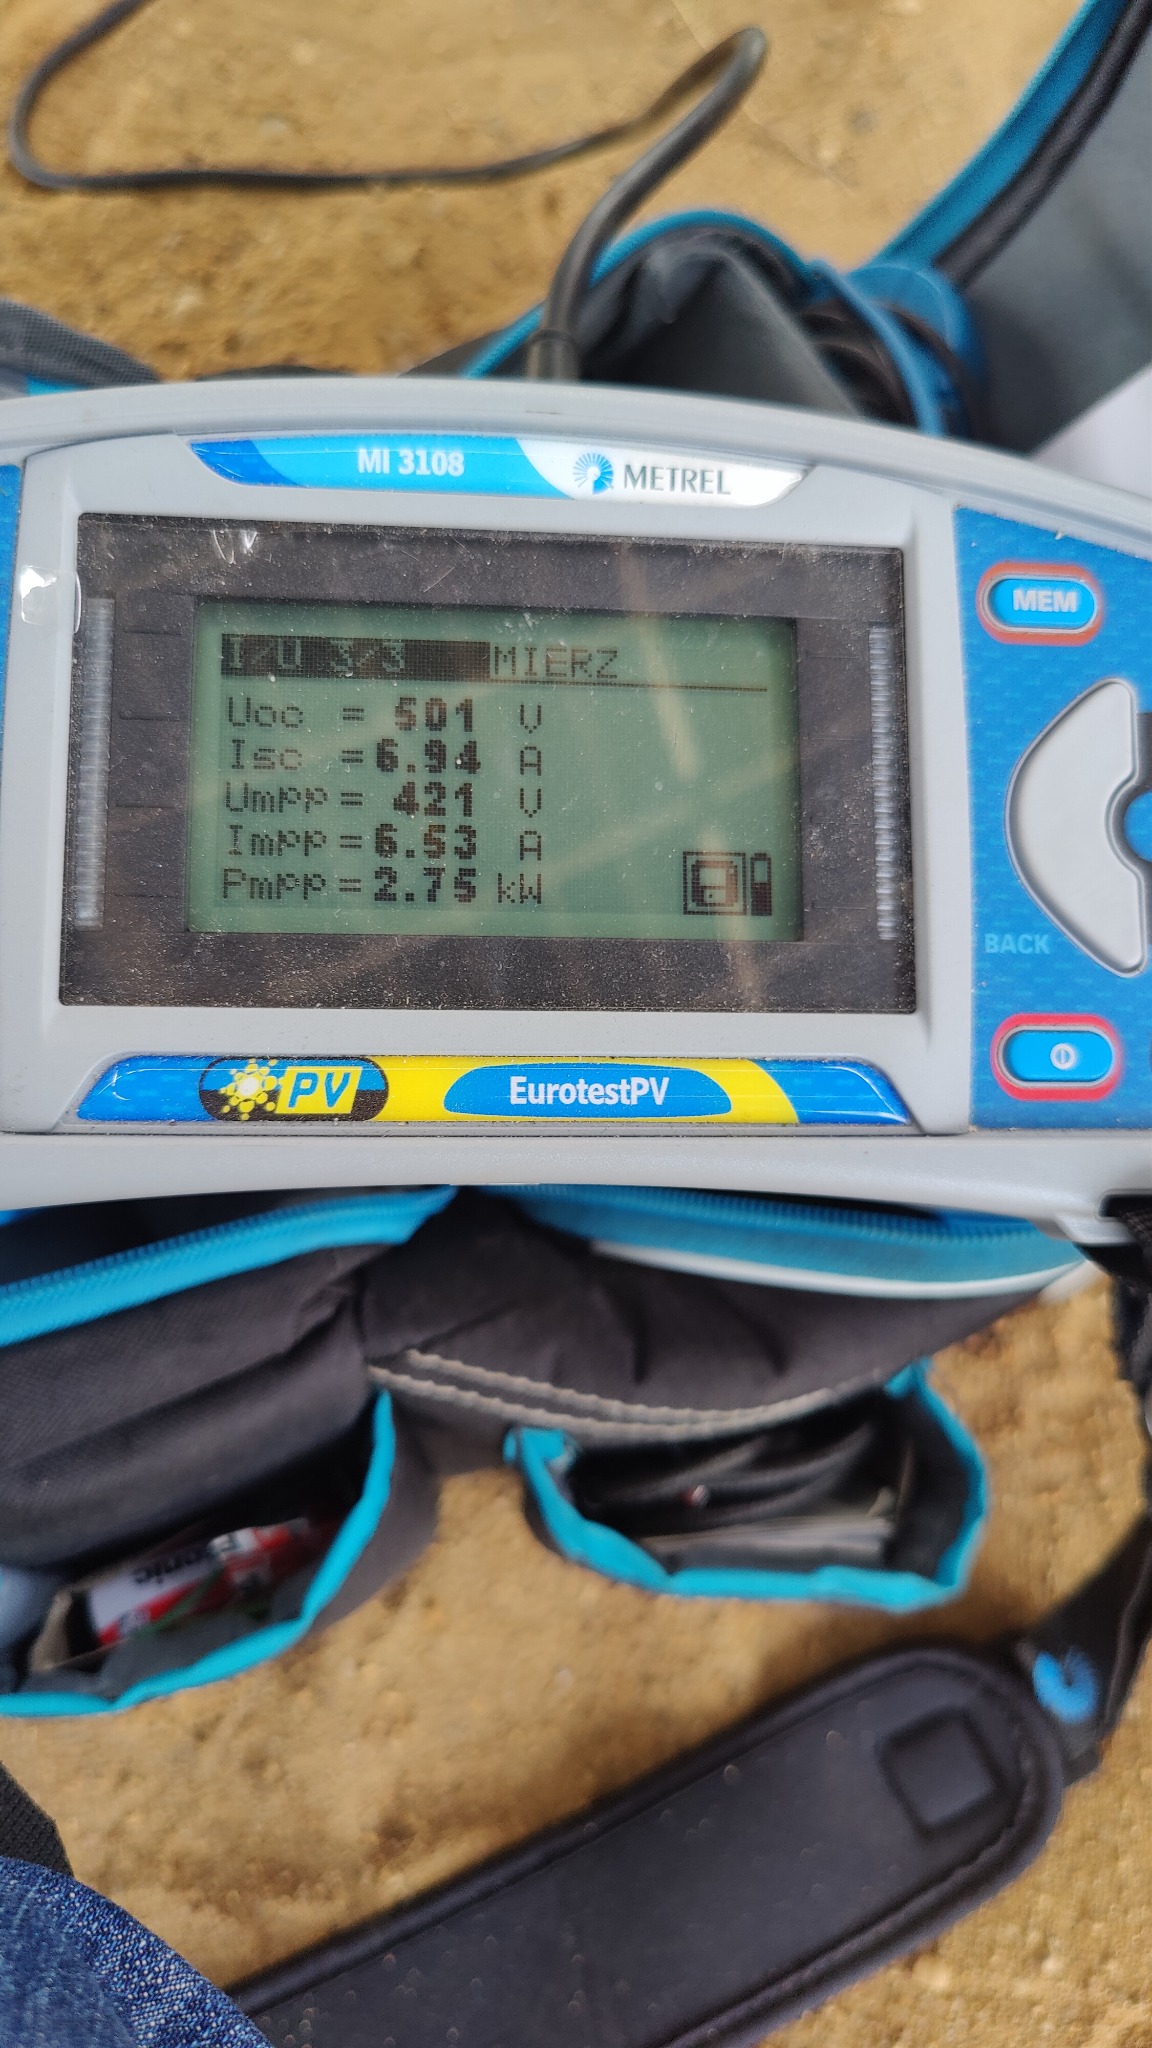 MI 3108
METREL
I/U 3/3 MIERZ
Uoc = 501 V
Isc = 6.94 A
Umpp = 421 V
Impp = 6.53 A
Pmpp = 2.75 kW
MEM
BACK
PV
EurotestPV